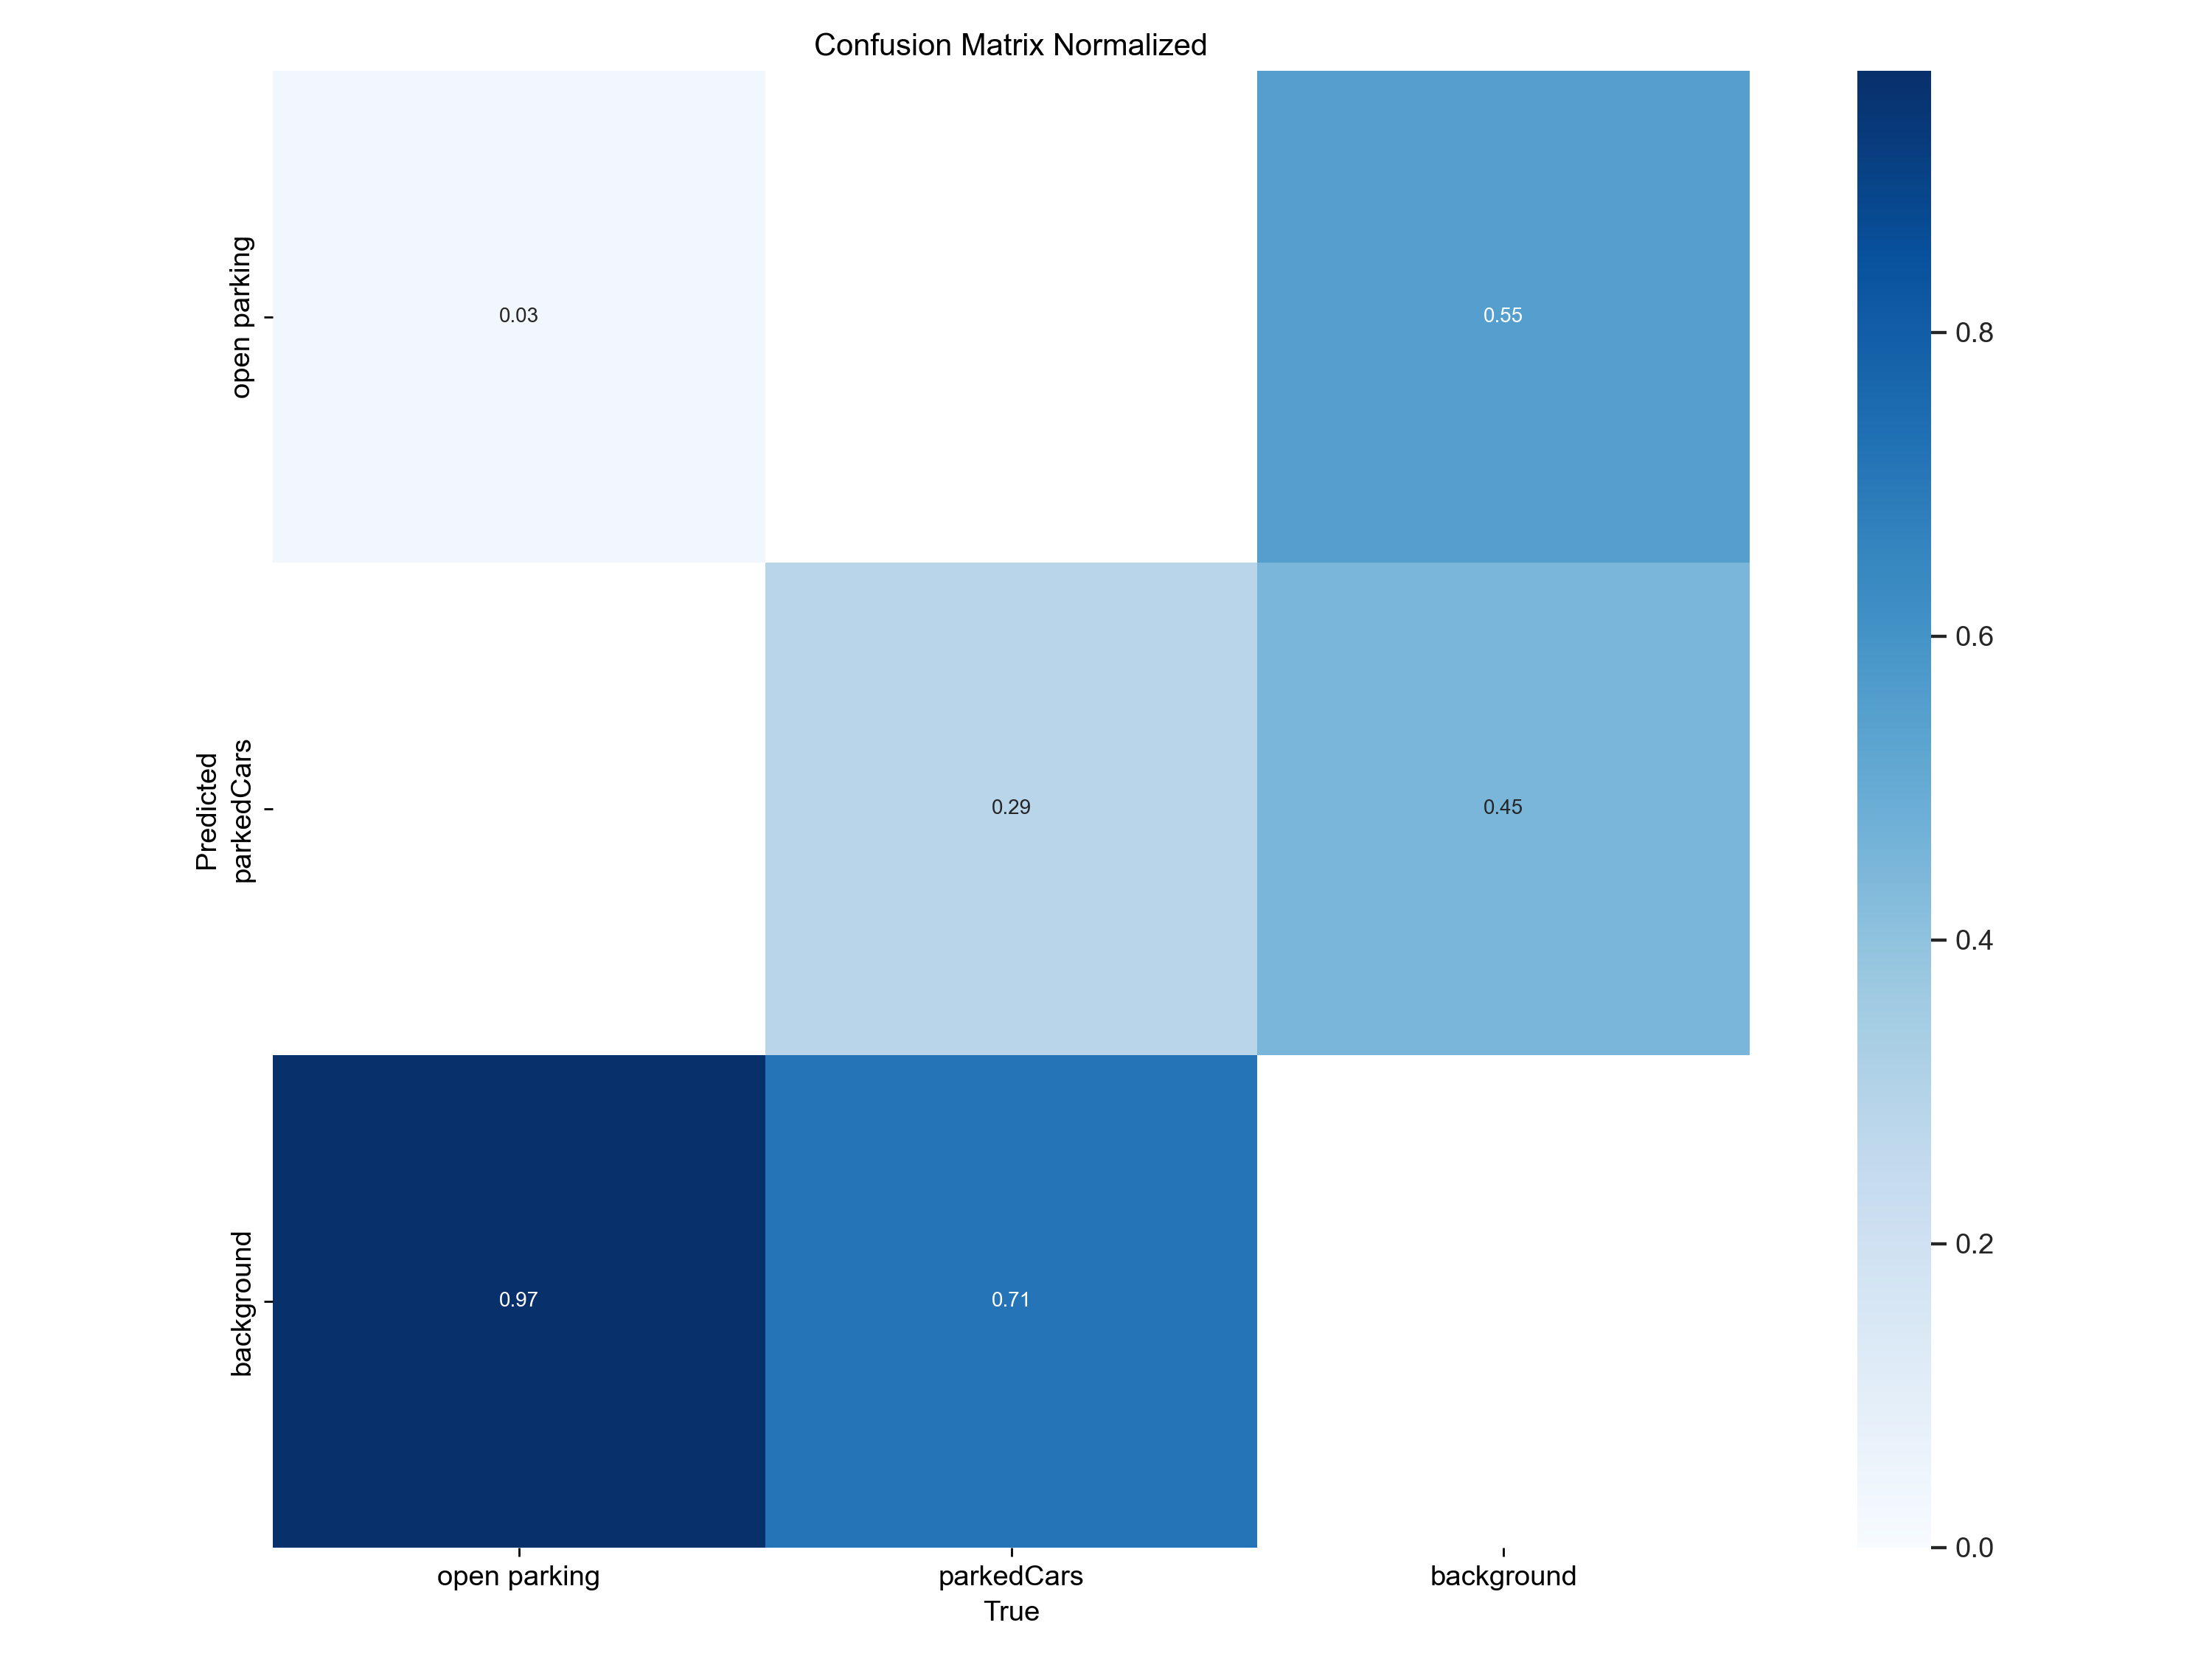 Confusion Matrix Normalized
open parking
0.03
0.55
0.8
0.6
Predicted
parkedCars
0.29
0.45
0.4
0.2
background
0.97
0.71
0.0
open parking
parkedCars
background
True